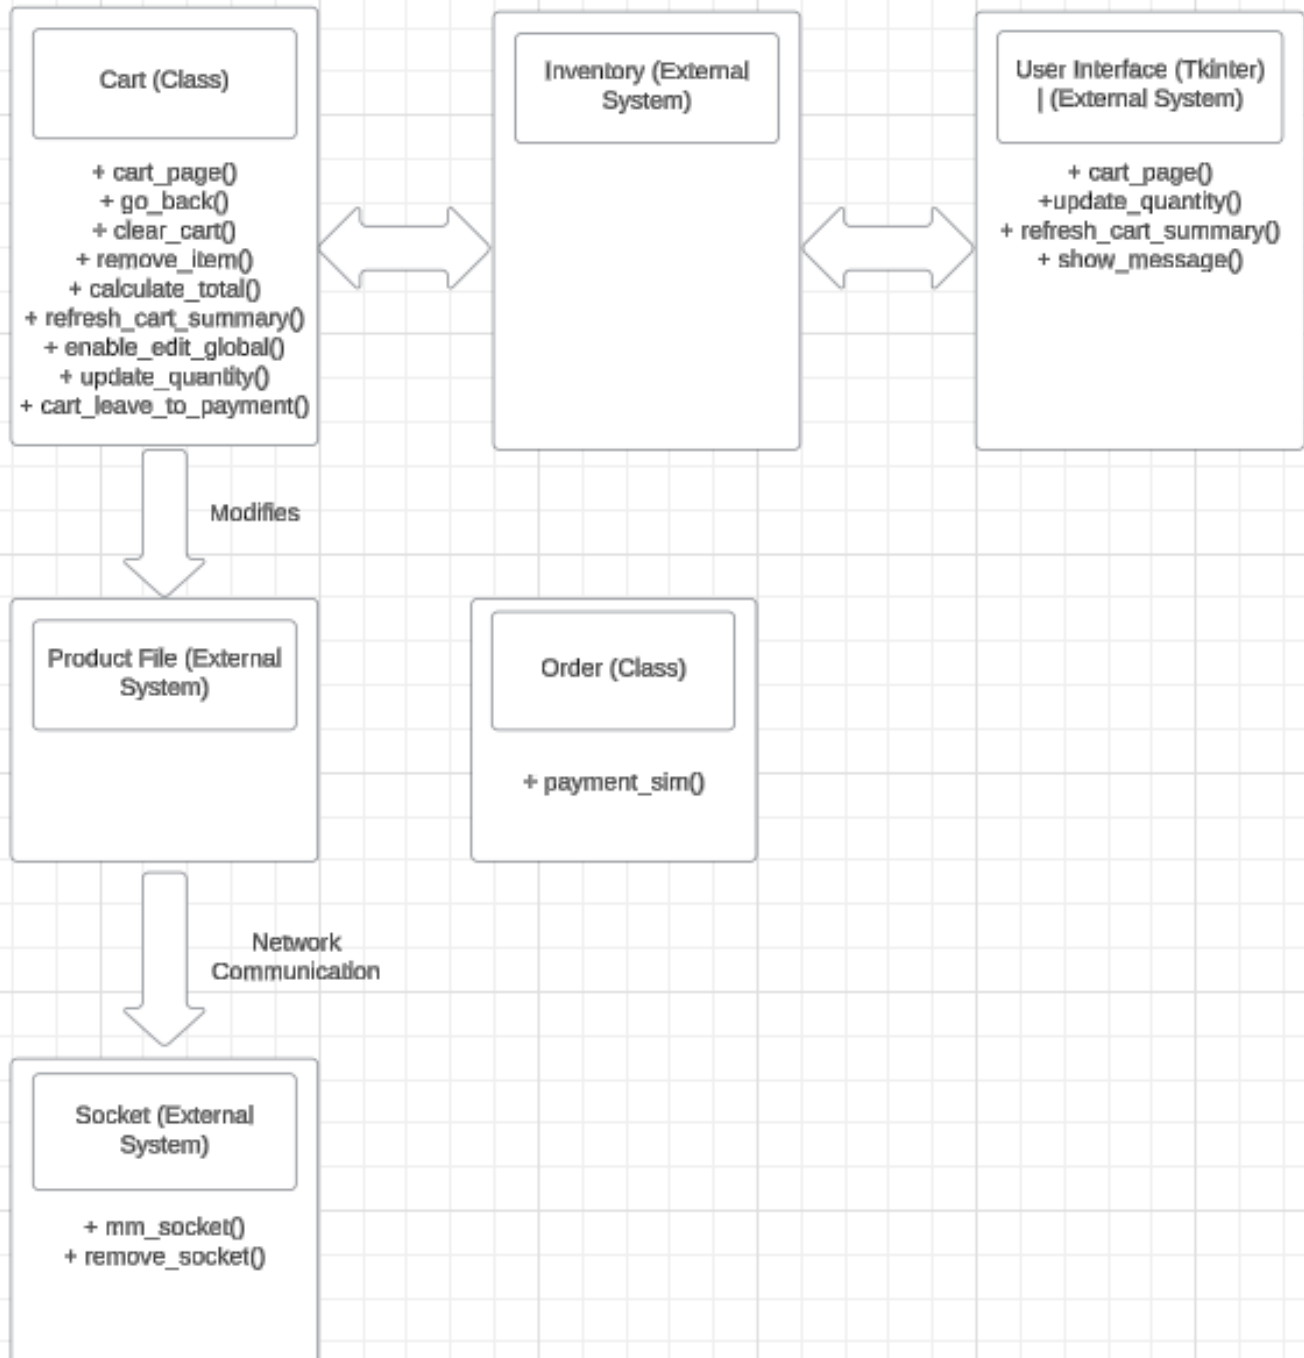 Cart (Class)
+ cart_page()
+ go_back()
+ clear_cart()
+ remove_item()
+ calculate_total()
+ refresh_cart_summary()
+ enable_edit_global()
+ update_quantity()
+ cart_leave_to_payment()
Inventory (External
System)
User Interface (Tkinter)
| (External System)
+ cart_page()
+update_quantity()
+ refresh_cart_summary()
+ show_message()
Modifies
Product File (External
System)
Order (Class)
+ payment_sim()
Network
Communication
Socket (External
System)
+ mm_socket()
+ remove_socket()